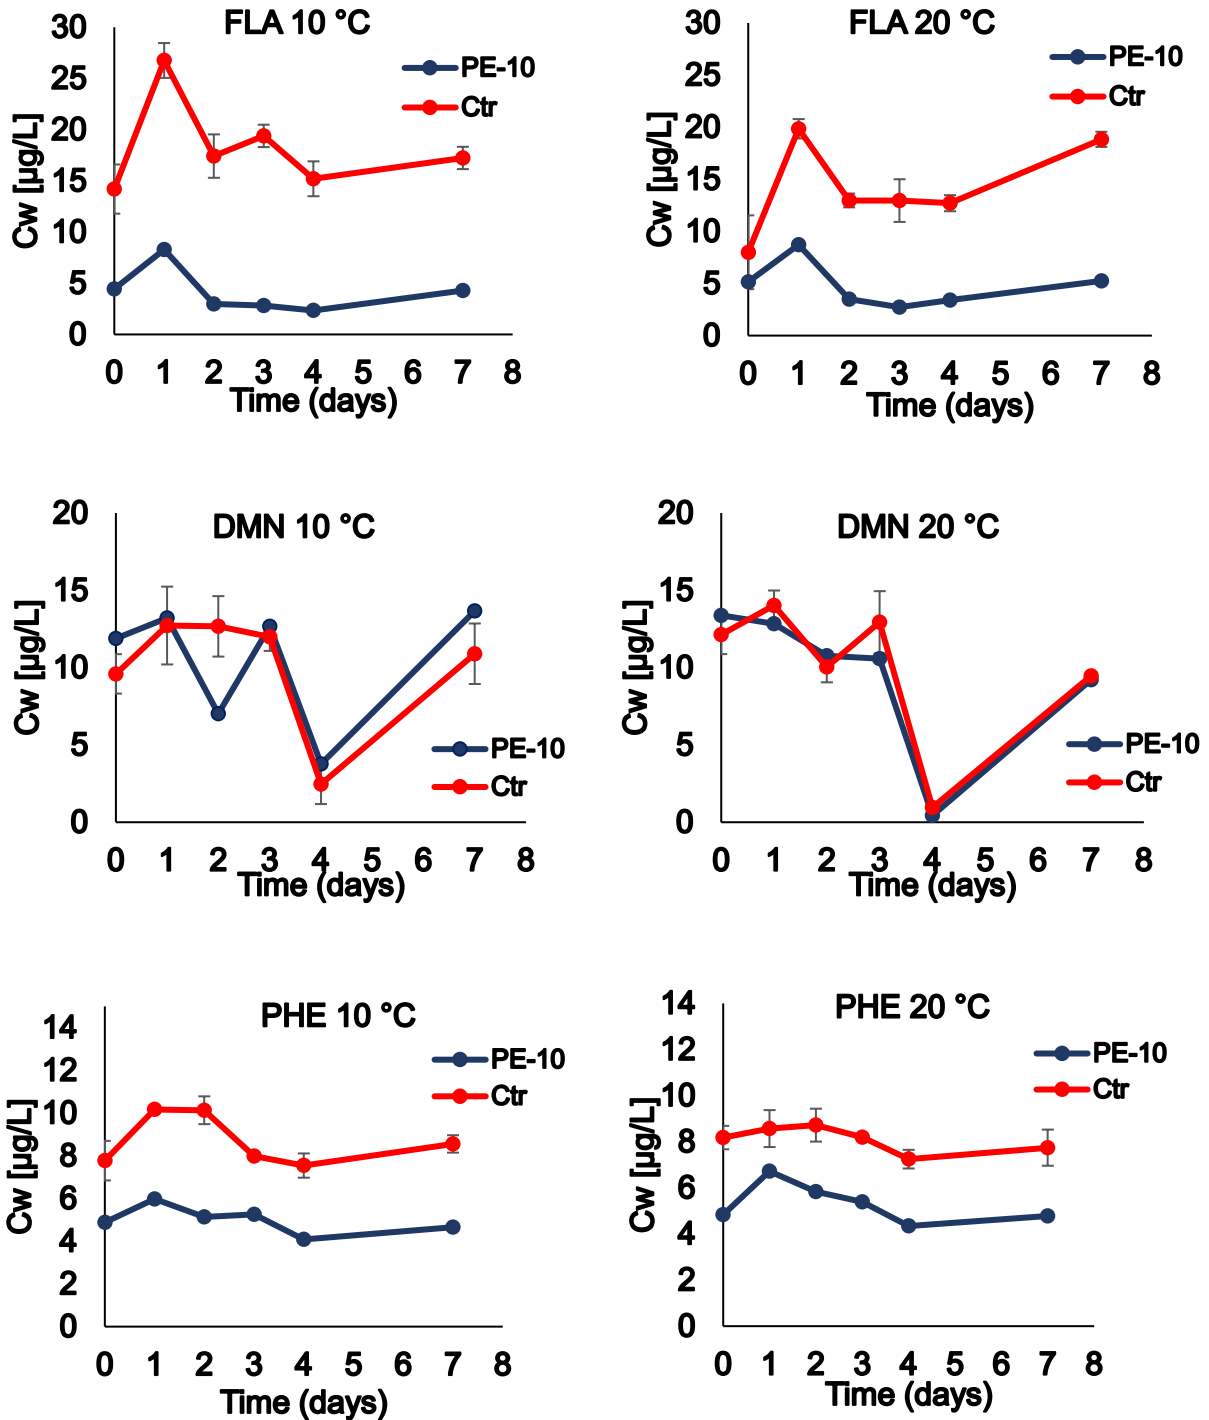 FLA 10 °C
30
25
20
15
10
5
0
Cw [µg/L]
PE-10
Ctr
0 1 2 3 4 5 6 7 8
Time (days)
FLA 20 °C
30
25
20
15
10
5
0
Cw [µg/L]
PE-10
Ctr
0 1 2 3 4 5 6 7 8
Time (days)
DMN 10 °C
20
15
10
5
0
Cw [µg/L]
PE-10
Ctr
0 1 2 3 4 5 6 7 8
Time (days)
DMN 20 °C
20
15
10
5
0
Cw [µg/L]
PE-10
Ctr
0 1 2 3 4 5 6 7 8
Time (days)
PHE 10 °C
14
12
10
8
6
4
2
0
Cw [µg/L]
PE-10
Ctr
0 1 2 3 4 5 6 7 8
Time (days)
PHE 20 °C
14
12
10
8
6
4
2
0
Cw [µg/L]
PE-10
Ctr
0 1 2 3 4 5 6 7 8
Time (days)